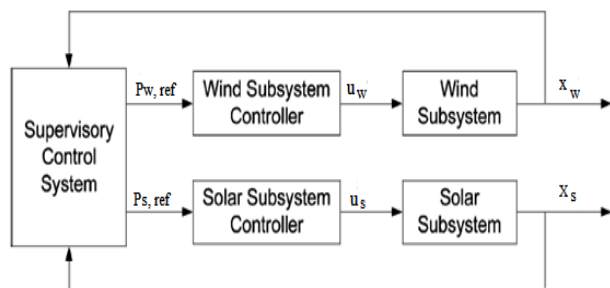 Pw, ref
Wind Subsystem
Controller
uw
Wind
Subsystem
Xw
Supervisory
Control
System
Ps, ref
Solar Subsystem
Controller
us
Solar
Subsystem
Xs